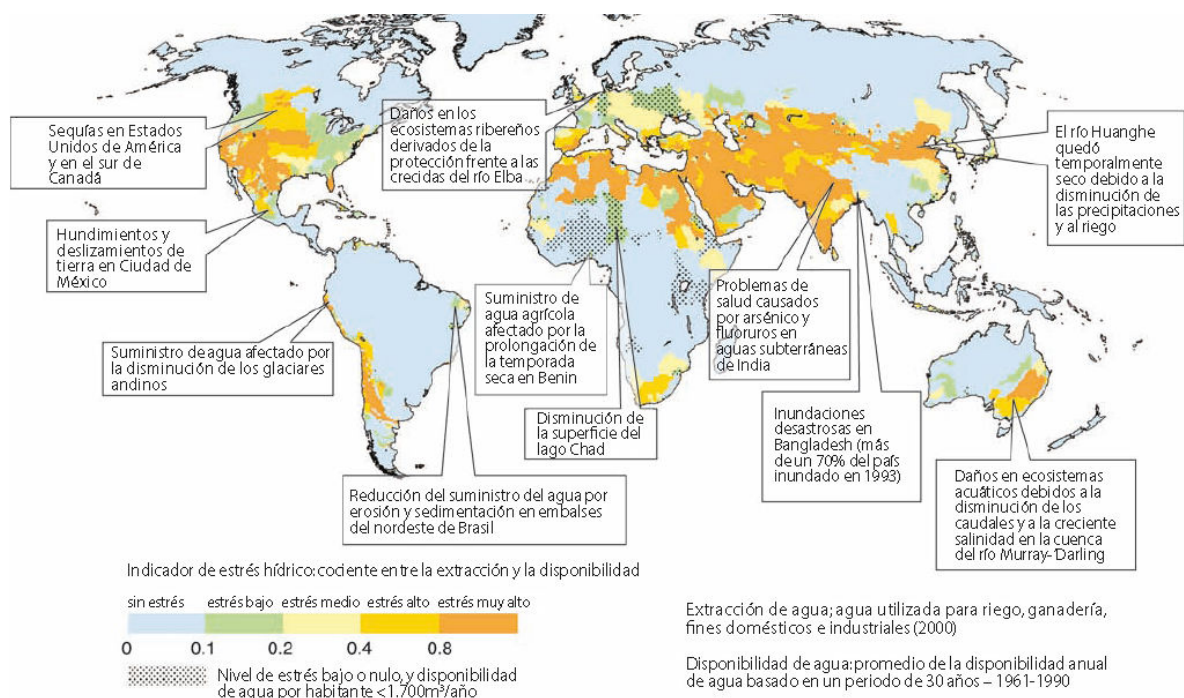 Sequías en Estados
Unidos de América
y en el sur de
Canadá
Daños en los
ecosistemas ribereños
derivados de la
protección frente a las
crecidas del río Elba
El río Huanghe
quedó
temporalmente
seco debido a la
disminución de
las precipitaciones
y al riego
Hundimientos y
deslizamientos de
tierra en Ciudad de
México
Suministro de agua afectado por
la disminución de los glaciares
andinos
Suministro de
agua agrícola
afectado por la
prolongación de
la temporada
seca en Benin
Problemas de
salud causados
por arsénico y
fluoruros en
aguas subterráneas
de India
Disminución de
la superficie del
lago Chad
Inundaciones
desastrosas en
Bangladesh (más
de un 70% del país
inundado en 1993)
Daños en ecosistemas
acuáticos debidos a la
disminución de los
caudales y a la creciente
salinidad en la cuenca
del río Murray-Darling
Reducción del suministro del agua por
erosión y sedimentación en embalses
del nordeste de Brasil
Indicador de estrés hídrico: cociente entre la extracción y la disponibilidad
sin estrés estrés bajo estrés medio estrés alto estrés muy alto
0 0.1 0.2 0.4 0.8
Nivel de estrés bajo o nulo, y disponibilidad
de agua por habitante <1.700m³/año
Extracción de agua; agua utilizada para riego, ganadería,
fines domésticos e industriales (2000)
Disponibilidad de agua: promedio de la disponibilidad anual
de agua basado en un periodo de 30 años – 1961-1990